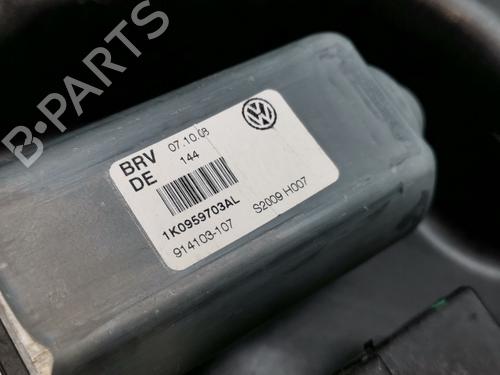 B-PARTS
BRV 07.10.08
DE 144
1K0959703AL
914103-107 S2009 H007